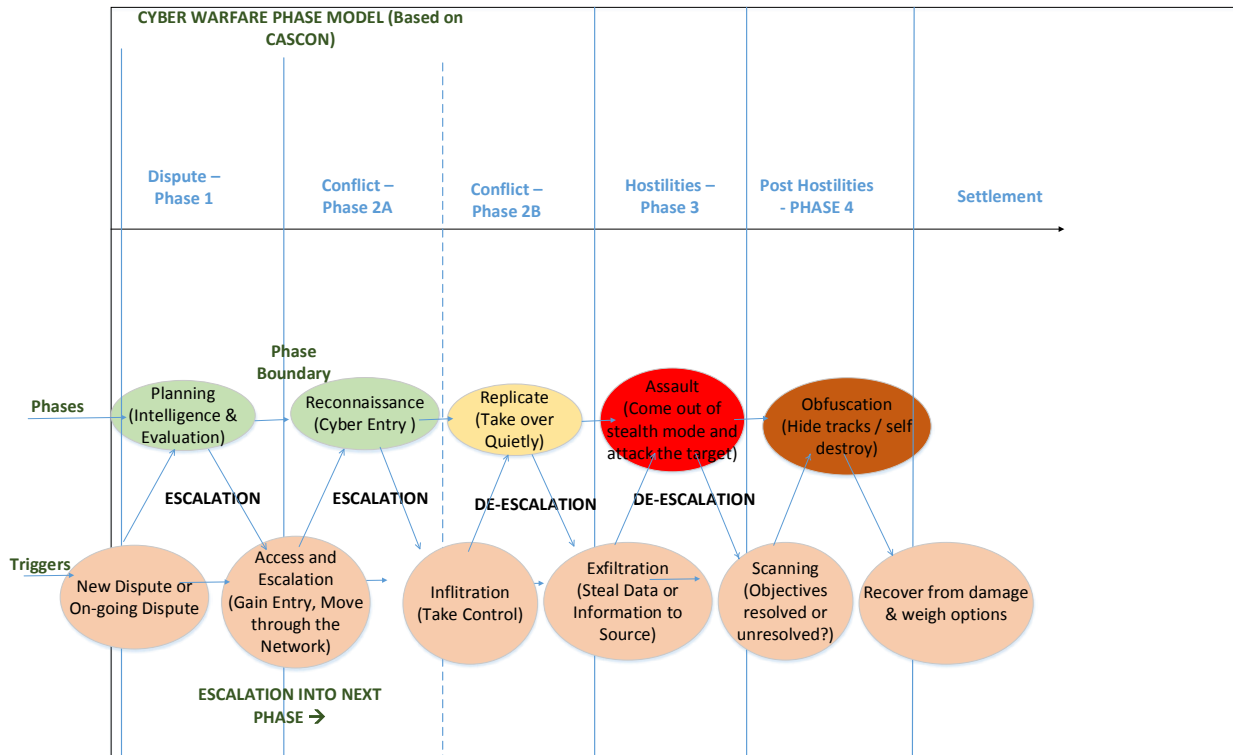 CYBER WARFARE PHASE MODEL (Based on
CASCON)
Dispute –
Phase 1
Conflict –
Phase 2A
Conflict –
Phase 2B
Hostilities –
Phase 3
Post Hostilities
- PHASE 4
Settlement
Phase
Boundary
Phases
Planning
(Intelligence &
Evaluation)
Reconnaissance
(Cyber Entry )
Replicate
(Take over
Quietly)
Assault
(Come out of
stealth mode and
attack the target)
Obfuscation
(Hide tracks / self
destroy)
ESCALATION
ESCALATION
DE-ESCALATION
DE-ESCALATION
Triggers
New Dispute or
On-going Dispute
Access and
Escalation
(Gain Entry, Move
through the
Network)
Inflitration
(Take Control)
Exfiltration
(Steal Data or
Information to
Source)
Scanning
(Objectives
resolved or
unresolved?)
Recover from damage
& weigh options
ESCALATION INTO NEXT
PHASE →